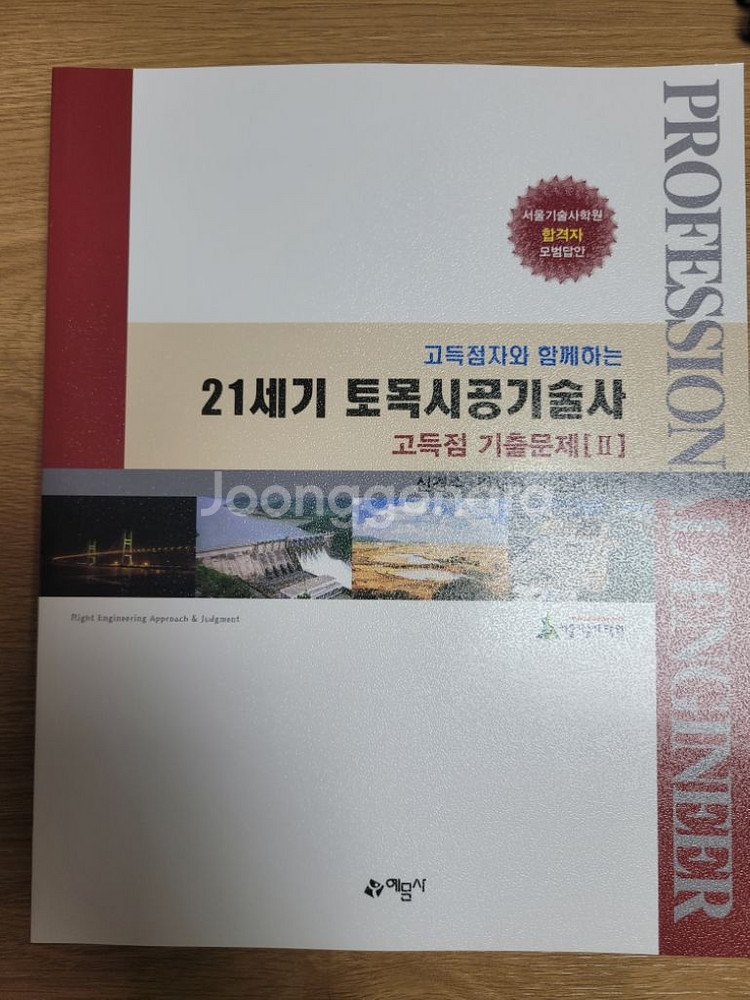 PROFESSIONAL ENGINEER
서울기술사학원
합격자
모범답안
고득점자와 함께하는
21세기 토목시공기술사
고득점 기출문제[Ⅱ]
Joonggonara
Right Engineering Approach & Judgment
예문사